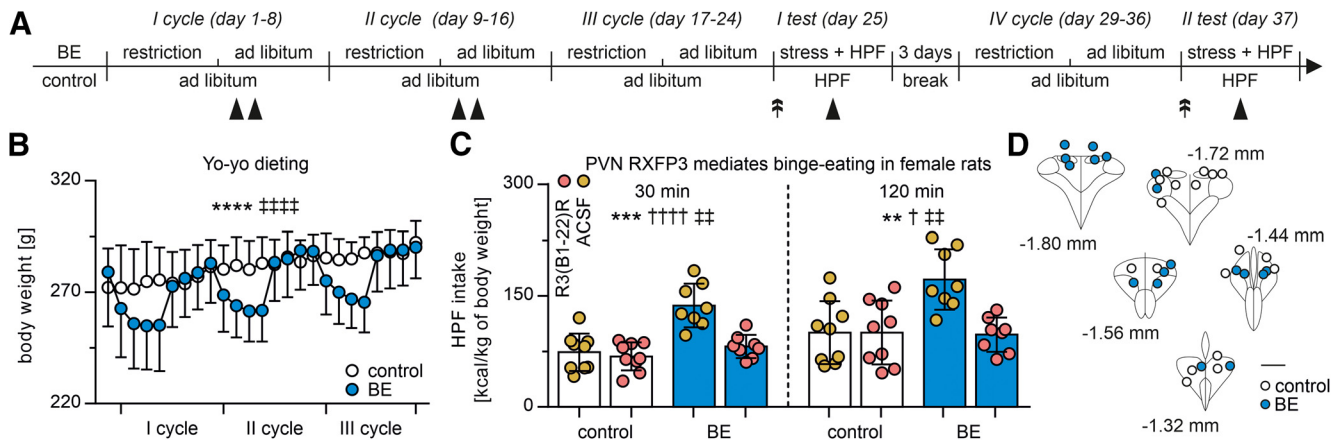 A
I cycle (day 1-8)
II cycle (day 9-16)
III cycle (day 17-24)
I test (day 25)
IV cycle (day 29-36)
II test (day 37)
BE
restriction
ad libitum
restriction
ad libitum
restriction
ad libitum
stress + HPF
3 days
restriction
ad libitum
stress + HPF
control
ad libitum
ad libitum
ad libitum
HPF
break
ad libitum
HPF
B
Yo-yo dieting
320
270
220
body weight [g]
**** ‡‡‡‡
control
BE
I cycle
II cycle
III cycle
C
PVN RXFP3 mediates binge-eating in female rats
300
150
0
HPF intake
[kcal/kg of body weight]
R3(B1-22)R
ACSF
30 min
*** †††† ‡‡
120 min
** † ‡‡
control
BE
control
BE
D
-1.72 mm
-1.80 mm
-1.44 mm
-1.56 mm
-1.32 mm
control
BE